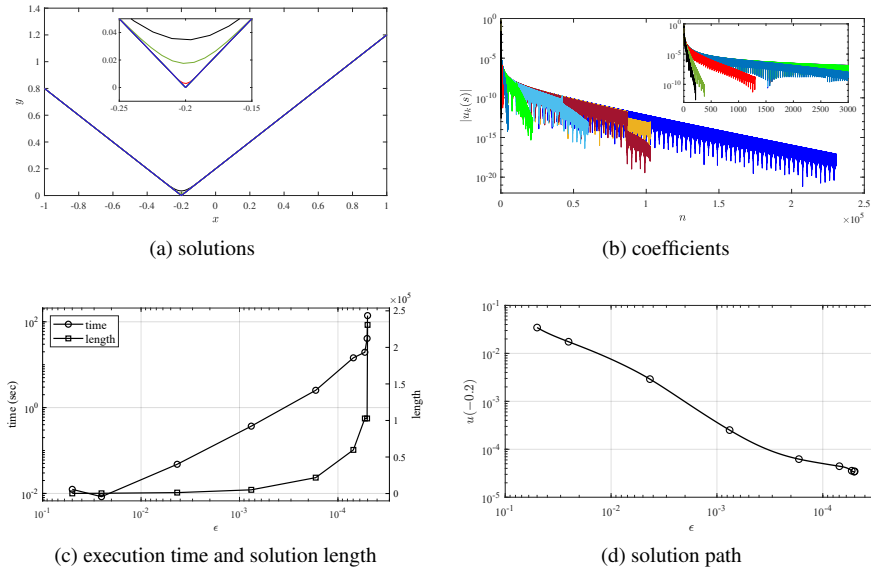 1.4
1.2
1
0.8
0.6
0.4
0.2
0
y
-1 -0.8 -0.6 -0.4 -0.2 0 0.2 0.4 0.6 0.8 1
x
0.04
0.02
0
-0.25 -0.2 -0.15
(a) solutions
10^0
10^-5
10^-10
10^-15
10^-20
|u_k(s)|
0 0.5 1 1.5 2 2.5
n
×10^5
10^0
10^-5
10^-10
0 500 1000 2000 3000
(b) coefficients
×10^5
10^2
10^0
10^-2
time (sec)
time
length
2.5
2
1.5
1
0.5
0
length
10^-1 10^-2 10^-3 10^-4
ϵ
(c) execution time and solution length
10^-1
10^-2
10^-3
10^-4
10^-5
u(−0.2)
10^-1 10^-2 10^-3 10^-4
ϵ
(d) solution path